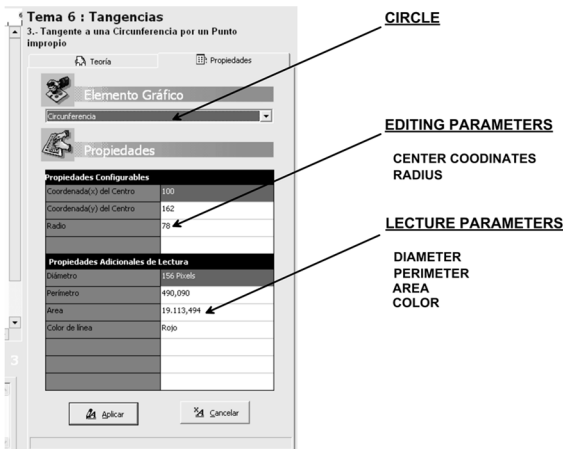 Tema 6 : Tangencias
3.- Tangente a una Circunferencia por un Punto
impropio
Teoría
Propiedades
Elemento Gráfico
Circunferencia
Propiedades
Propiedades Configurables
Coordenada(x) del Centro 100
Coordenada(y) del Centro 162
Radio 78
Propiedades Adicionales de Lectura
Diámetro 156 Pixels
Perímetro 490,090
Area 19.113,494
Color de línea Rojo
Aplicar
Cancelar
3
CIRCLE
EDITING PARAMETERS
CENTER COODINATES
RADIUS
LECTURE PARAMETERS
DIAMETER
PERIMETER
AREA
COLOR